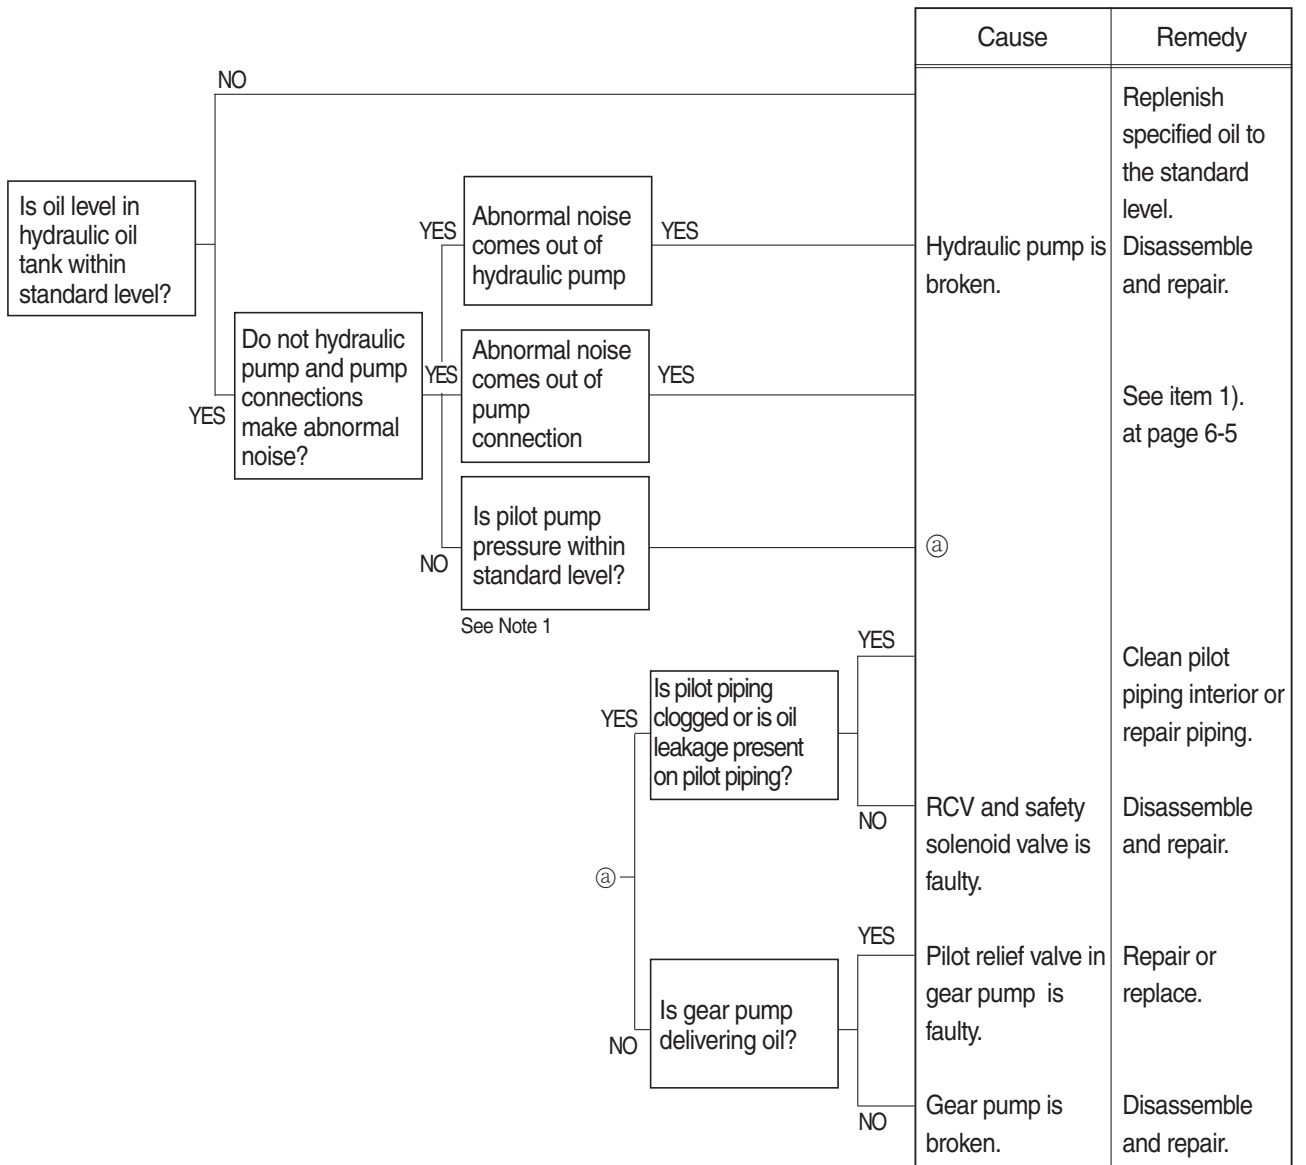 Cause
Remedy
NO
Replenish
specified oil to
the standard
level.
Is oil level in
hydraulic oil
tank within
standard level?
YES
Abnormal noise
comes out of
hydraulic pump
YES
Hydraulic pump is
broken.
Disassemble
and repair.
YES
Do not hydraulic
pump and pump
connections
make abnormal
noise?
YES
Abnormal noise
comes out of
pump
connection
YES
See item 1).
at page 6-5
NO
Is pilot pump
pressure within
standard level?
See Note 1
ⓐ
YES
Is pilot piping
clogged or is oil
leakage present
on pilot piping?
YES
Clean pilot
piping interior or
repair piping.
NO
RCV and safety
solenoid valve is
faulty.
Disassemble
and repair.
ⓐ
NO
Is gear pump
delivering oil?
YES
Pilot relief valve in
gear pump is
faulty.
Repair or
replace.
NO
Gear pump is
broken.
Disassemble
and repair.